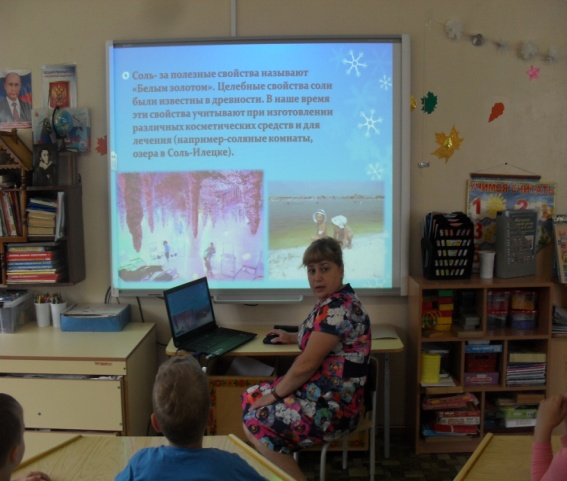 Соль- за полезные свойства называют
«Белым золотом». Целебные свойства соли
были известны в древности. В наше время
эти свойства учитывают при изготовлении
различных косметических средств и для
лечения (например-соляные комнаты,
озера в Соль-Илецке).